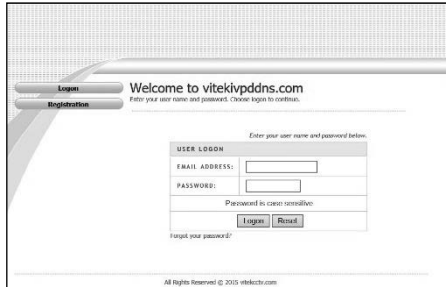 Logon
Registration
Welcome to vitekivpddns.com
Enter your user name and password. Choose logon to continue.
Enter your user name and password below.
USER LOGON
EMAIL ADDRESS:
PASSWORD:
Password is case sensitive
Logon Reset
Forgot your password?
All Rights Reserved @ 2015 vitekcctv.com